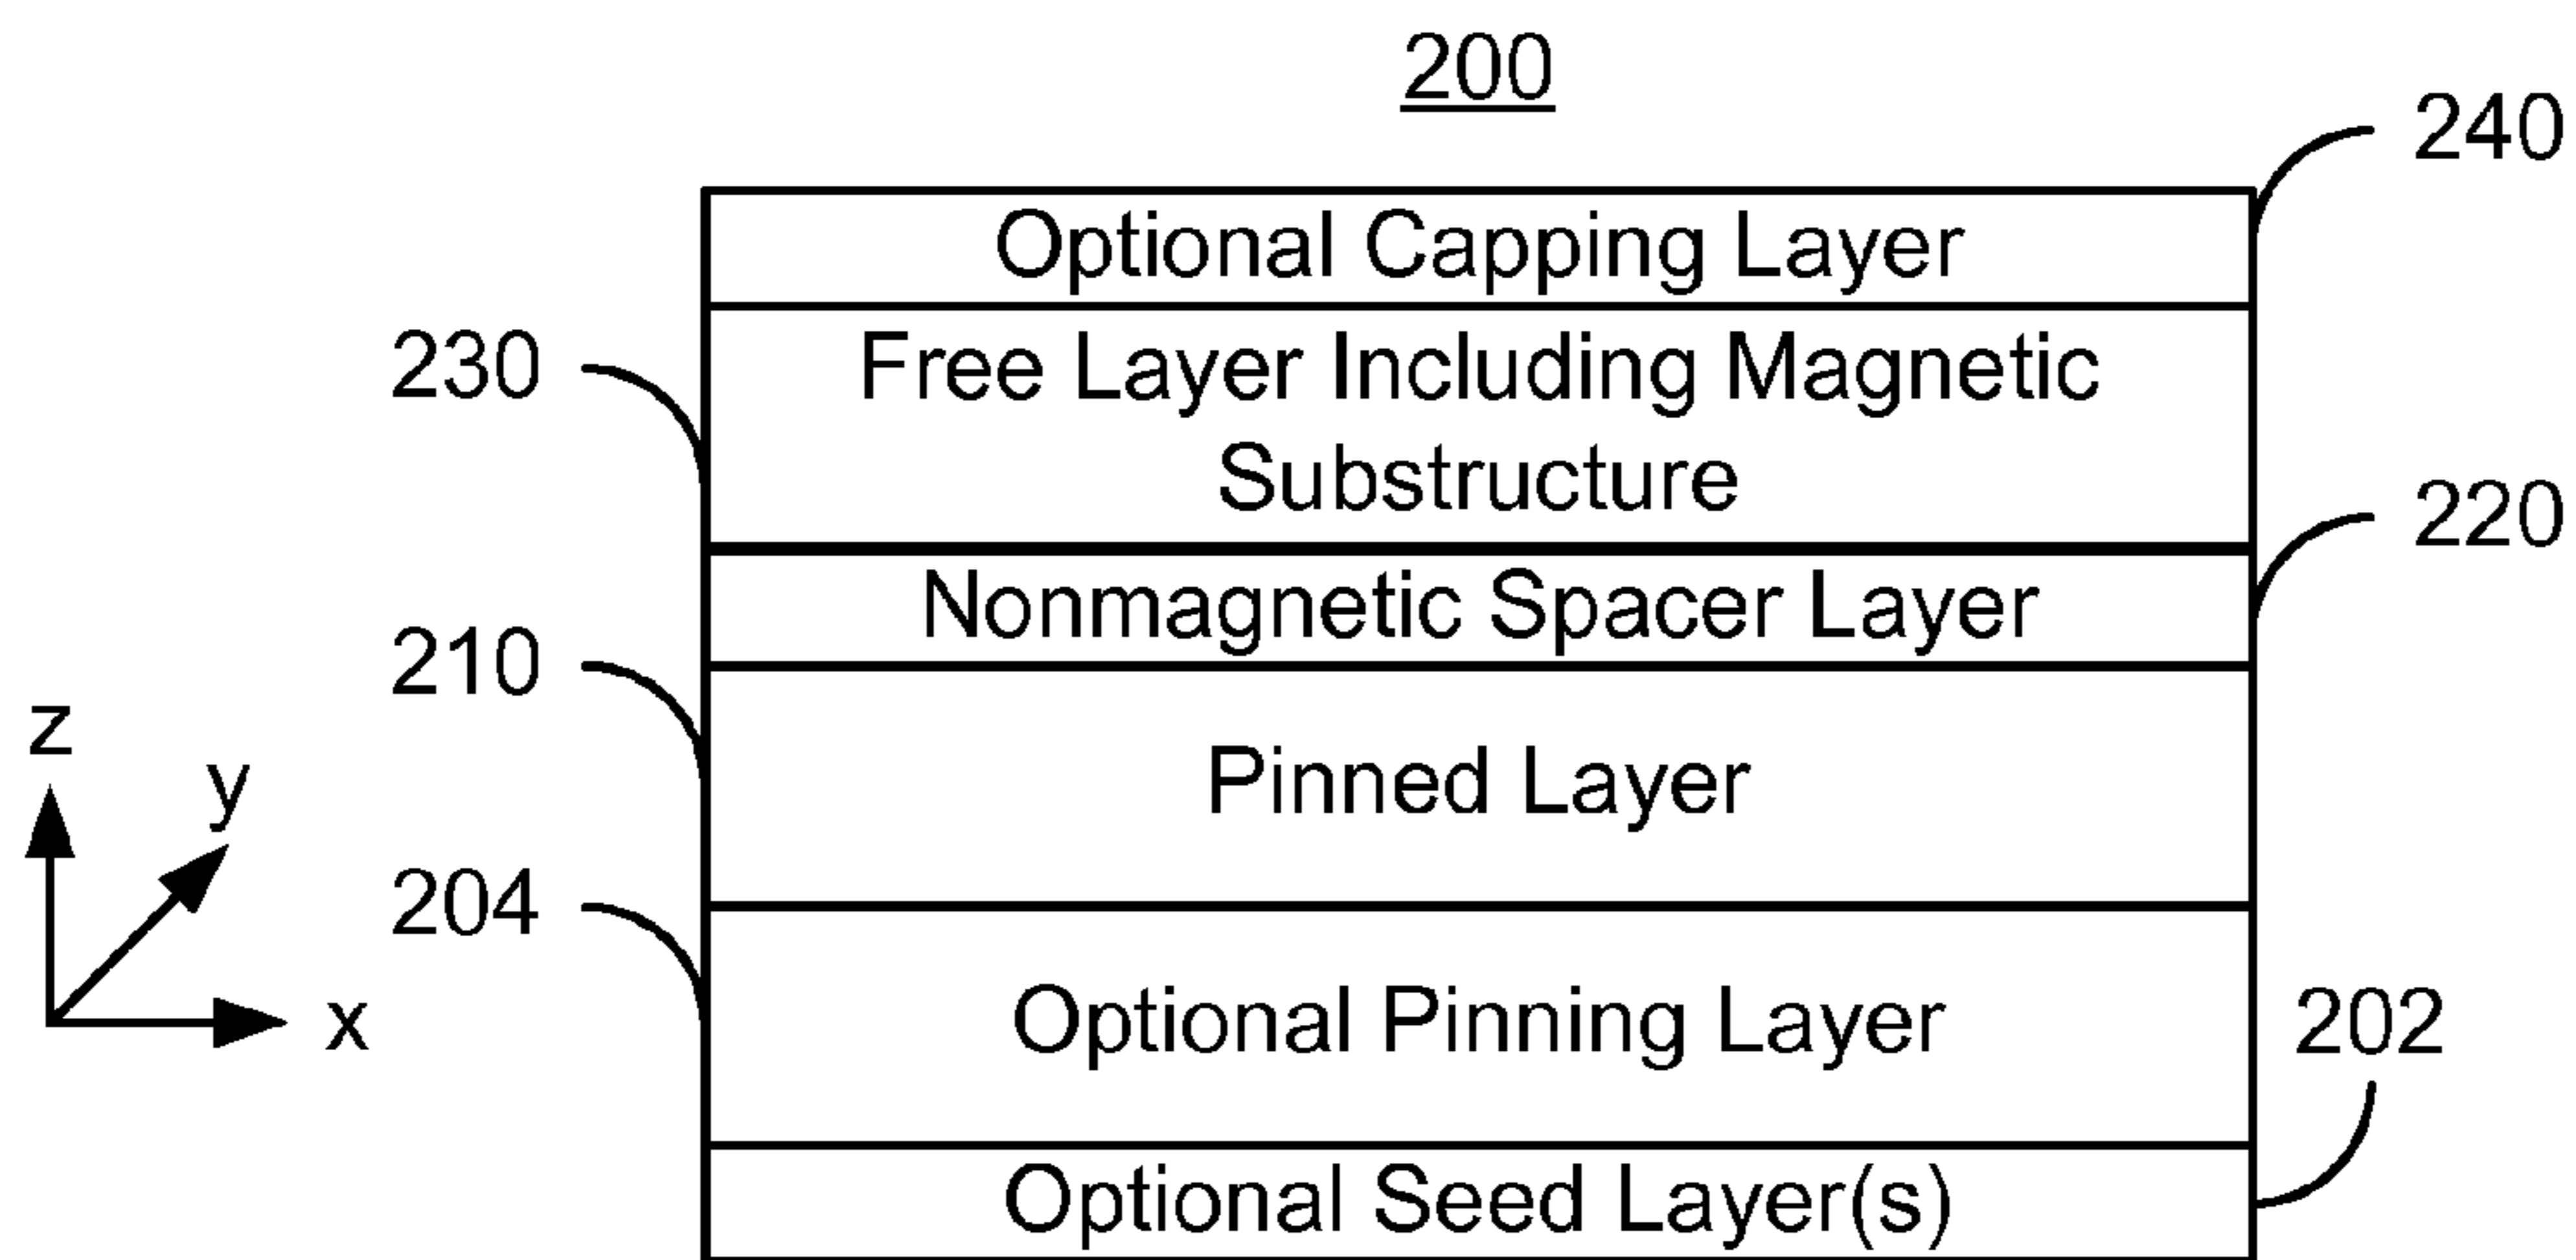 200
240
Optional Capping Layer
230
Free Layer Including Magnetic
Substructure
220
Nonmagnetic Spacer Layer
210
Pinned Layer
z
y
x
204
Optional Pinning Layer
202
Optional Seed Layer(s)